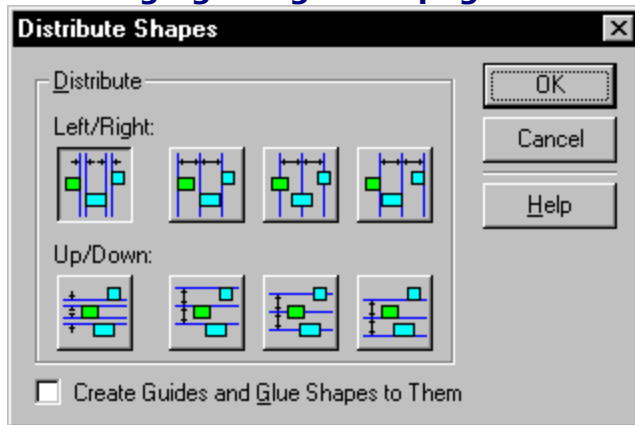 Distribute Shapes
Distribute
OK
Left/Right:
Cancel
Help
Up/Down:
Create Guides and Glue Shapes to Them